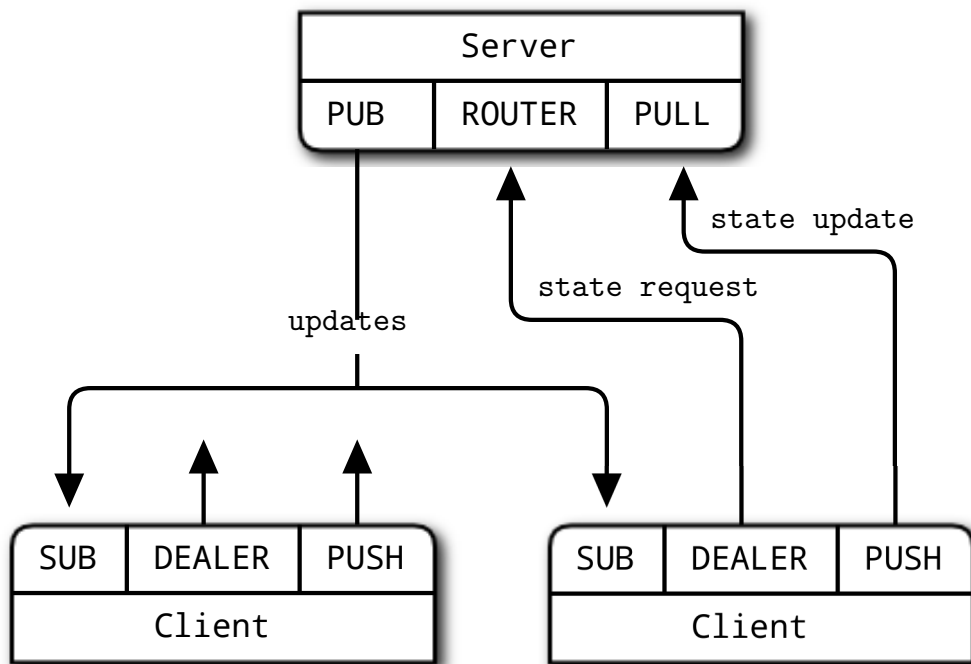 Server
PUB ROUTER PULL
state update
state request
updates
SUB DEALER PUSH
Client
SUB DEALER PUSH
Client